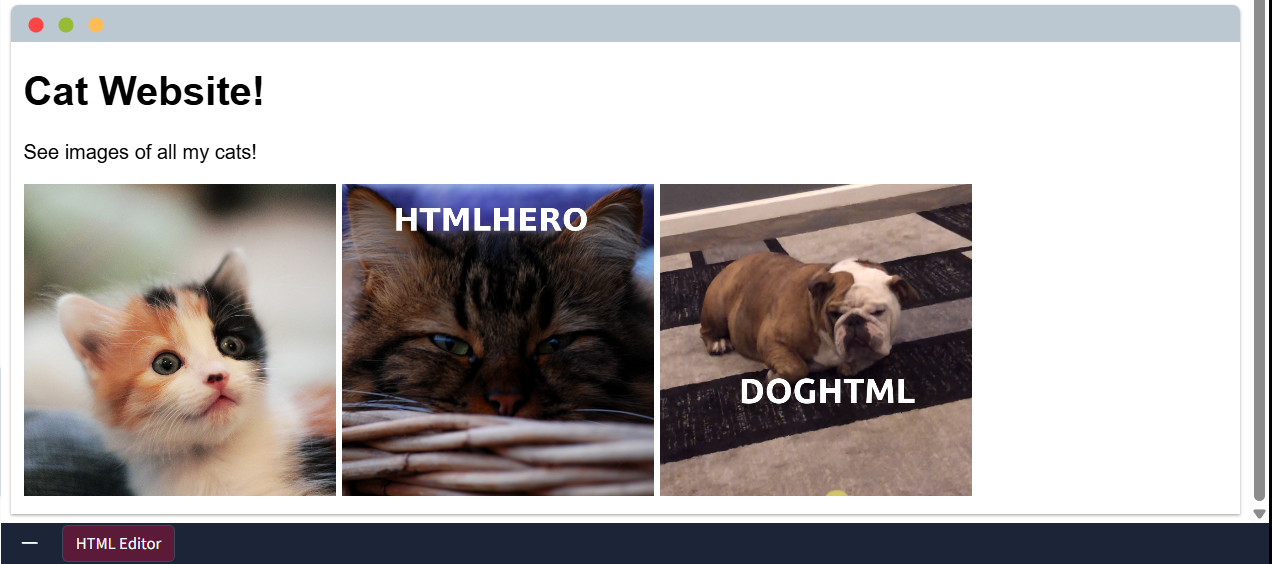 Cat Website!
See images of all my cats!
HTMLHERO
DOGHTML
HTML Editor